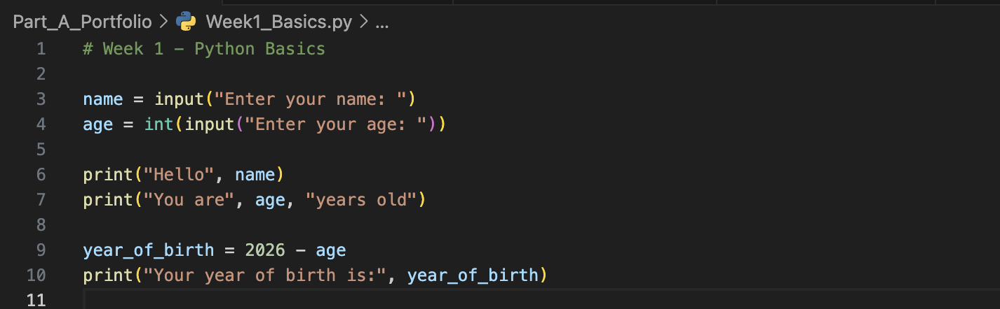 Part_A_Portfolio > Week1_Basics.py > ...
1 # Week 1 - Python Basics
2
3 name = input("Enter your name: ")
4 age = int(input("Enter your age: "))
5
6 print("Hello", name)
7 print("You are", age, "years old")
8
9 year_of_birth = 2026 - age
10 print("Your year of birth is:", year_of_birth)
11